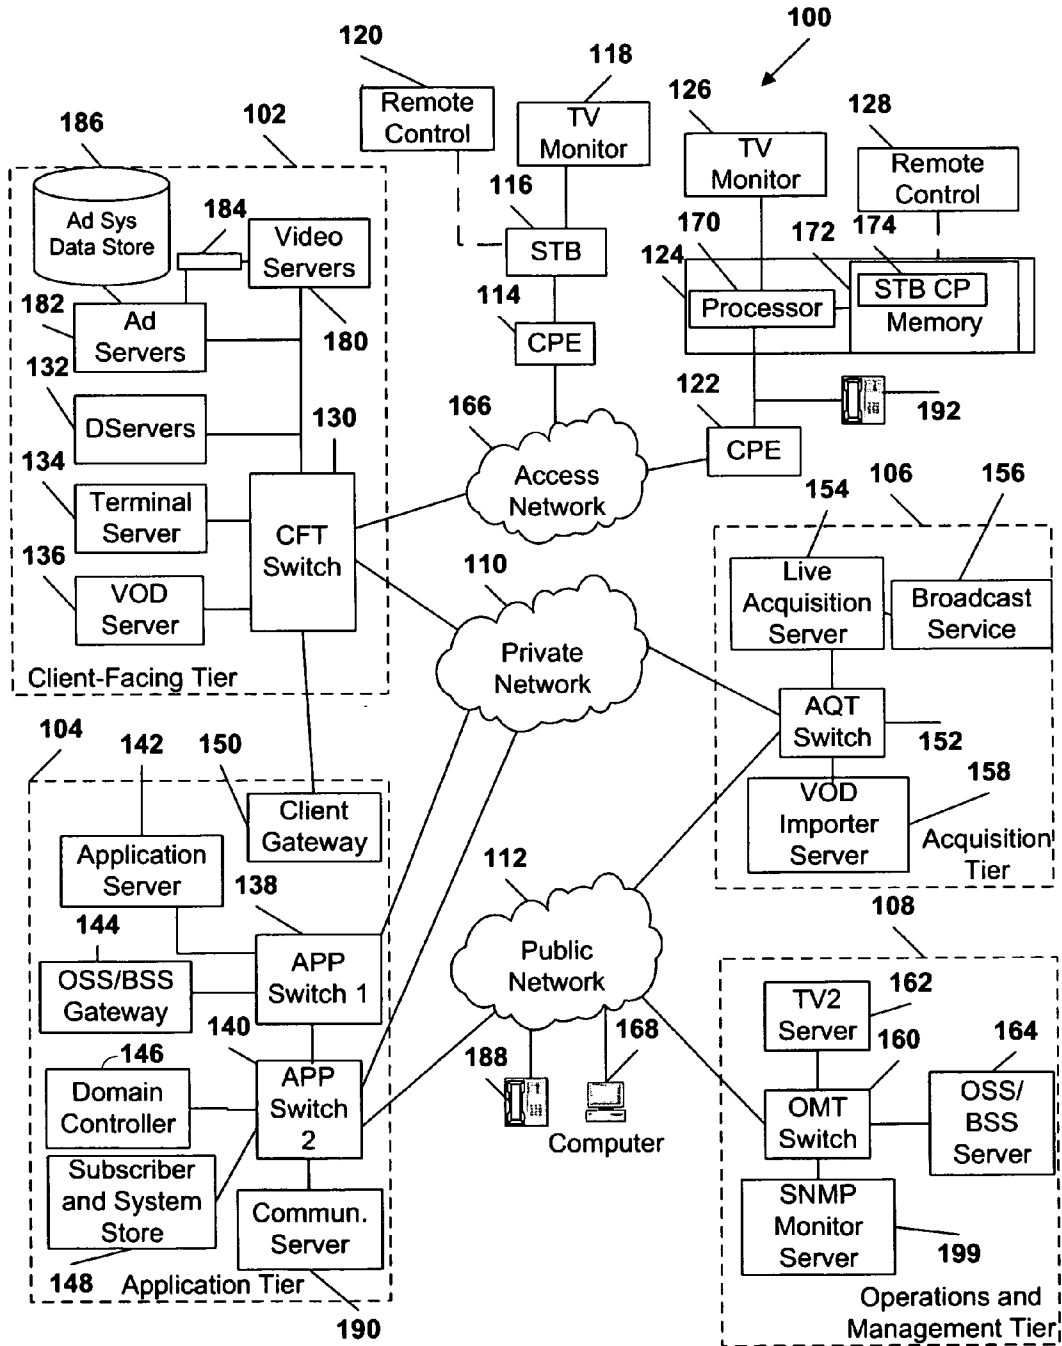 120
118
100
Remote
Control
TV
Monitor
126
128
186
102
TV
Monitor
Remote
Control
116
Ad Sys
Data Store
184
Video
Servers
STB
170
172
174
124
STB CP
Processor
Memory
182
Ad
Servers
180
114
CPE
132
DServers
130
166
122
192
CPE
Access
Network
134
Terminal
Server
CFT
Switch
154
106
156
136
VOD
Server
110
Live
Acquisition
Server
Broadcast
Service
Client-Facing Tier
Private
Network
AQT
Switch
152
104
142
150
158
Client
Gateway
VOD
Importer
Server
Acquisition
Tier
Application
Server
138
112
108
144
OSS/BSS
Gateway
APP
Switch 1
Public
Network
TV2
Server
162
140
146
160
164
188
168
Domain
Controller
APP
Switch
2
OMT
Switch
OSS/
BSS
Server
Computer
Subscriber
and System
Store
Commun.
Server
SNMP
Monitor
Server
199
148
Application Tier
190
Operations and
Management Tier